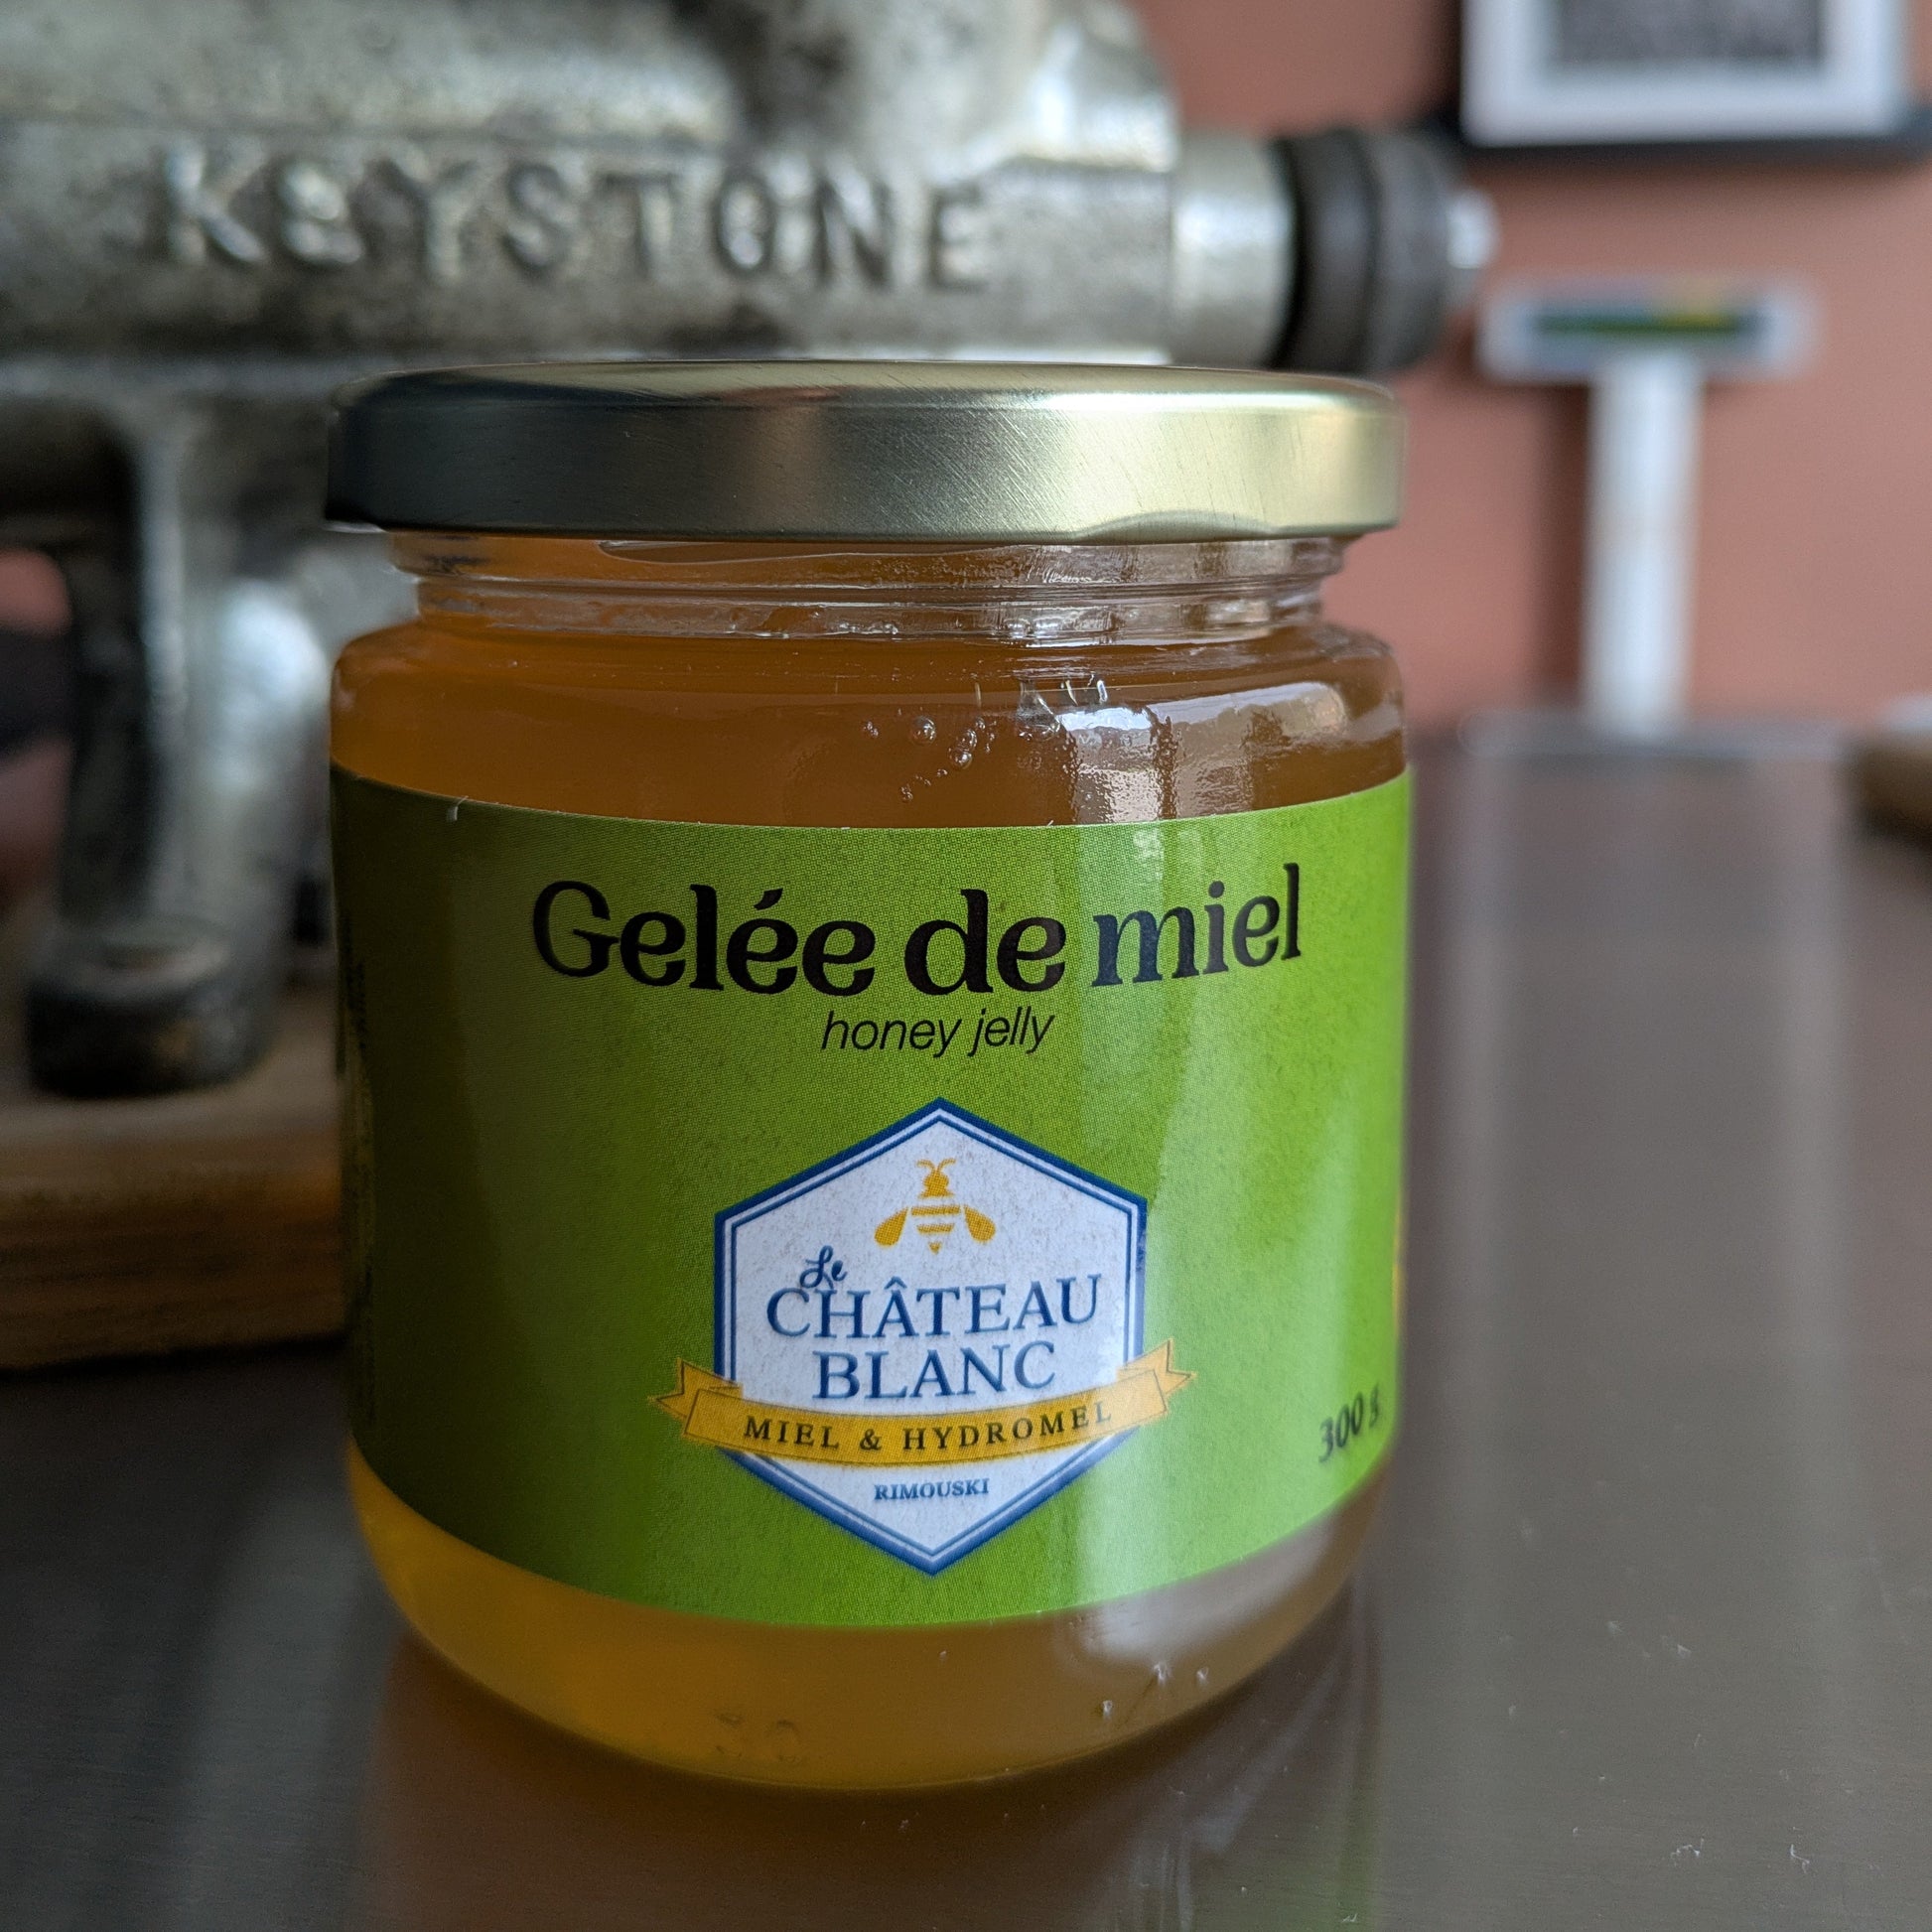 KEYSTONE
Gelée de miel
honey jelly
Le
CHÂTEAU
BLANC
MIEL & HYDROMEL
RIMOUSKI
300 g